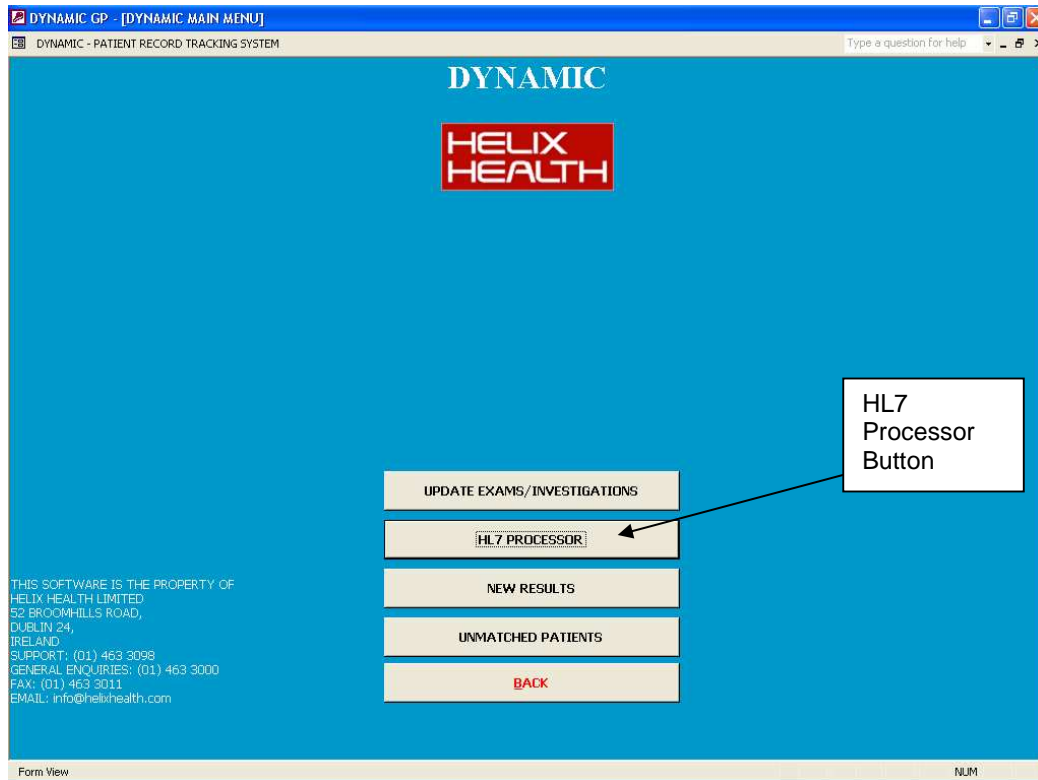 DYNAMIC GP - [DYNAMIC MAIN MENU]
DYNAMIC - PATIENT RECORD TRACKING SYSTEM
Type a question for help
DYNAMIC
HELIX
HEALTH
HL7
Processor
Button
UPDATE EXAMS/INVESTIGATIONS
HL7 PROCESSOR
NEW RESULTS
UNMATCHED PATIENTS
BACK
THIS SOFTWARE IS THE PROPERTY OF
HELIX HEALTH LIMITED
52 BROOMHILLS ROAD,
DUBLIN 24,
IRELAND
SUPPORT: (01) 463 3098
GENERAL ENQUIRIES: (01) 463 3000
FAX: (01) 463 3011
EMAIL: info@helixhealth.com
Form View
NUM